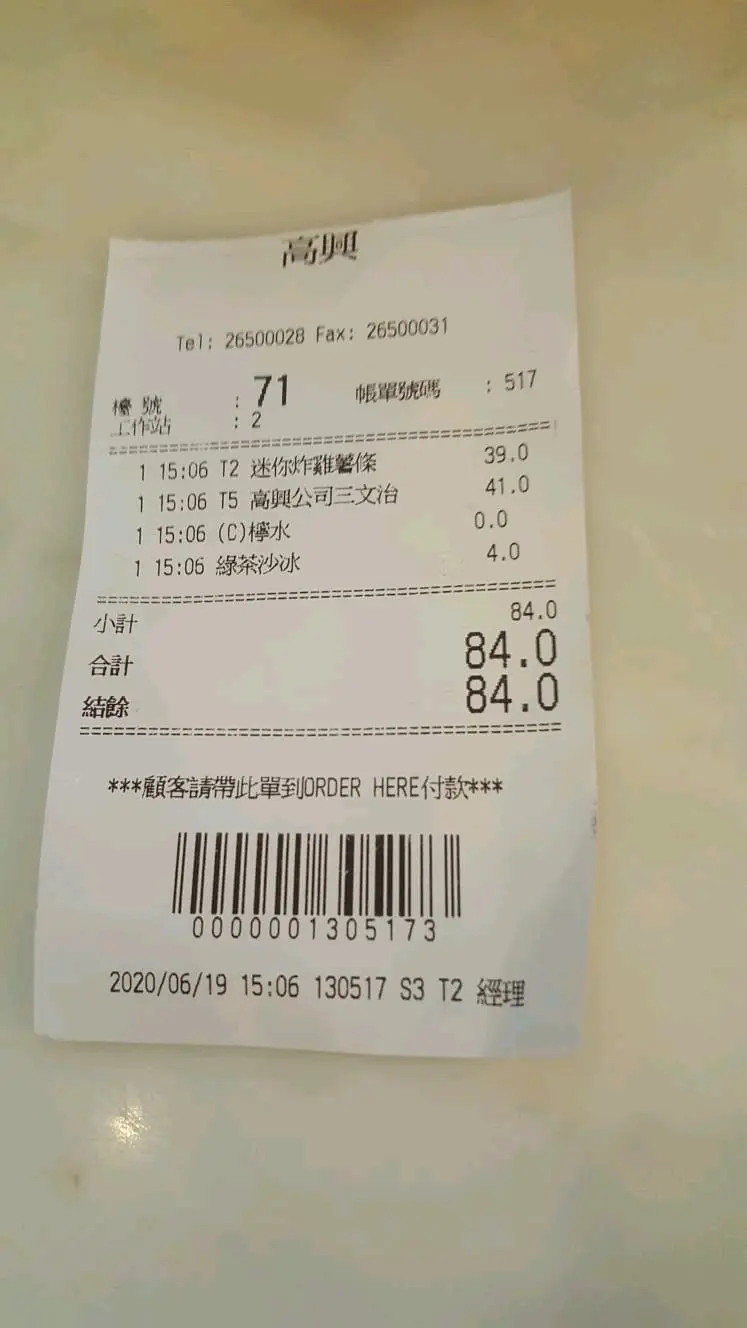 高興
Tel: 26500028 Fax: 26500031
檯 號 : 71 帳單號碼 : 517
工作站 : 2
1 15:06 T2 迷你炸雞薯條 39.0
1 15:06 T5 高興公司三文治 41.0
1 15:06 (C)檸水 0.0
1 15:06 綠茶沙冰 4.0
小計 84.0
合計 84.0
結餘 84.0
***顧客請帶此單到ORDER HERE付款***
0000001305173
2020/06/19 15:06 130517 S3 T2 經理